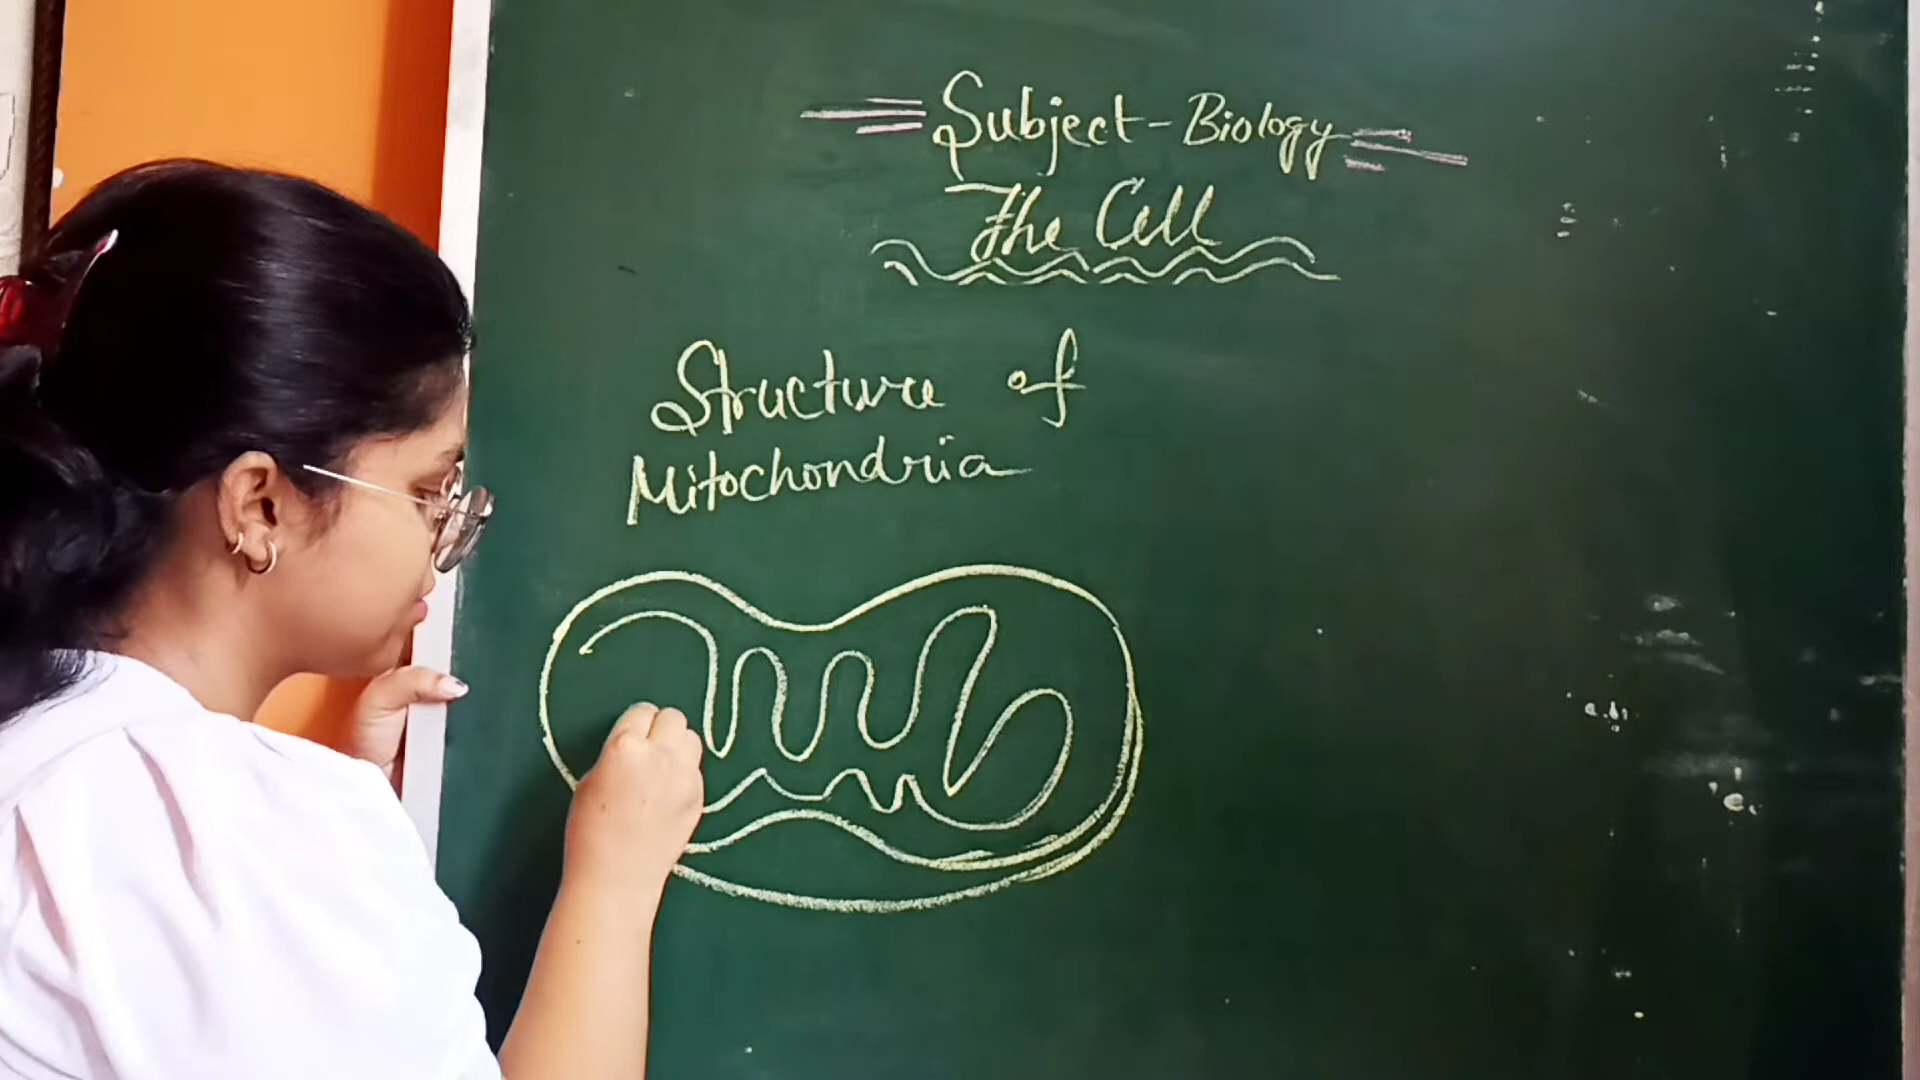 Subject - Biology
The Cell
Structure of
Mitochondria